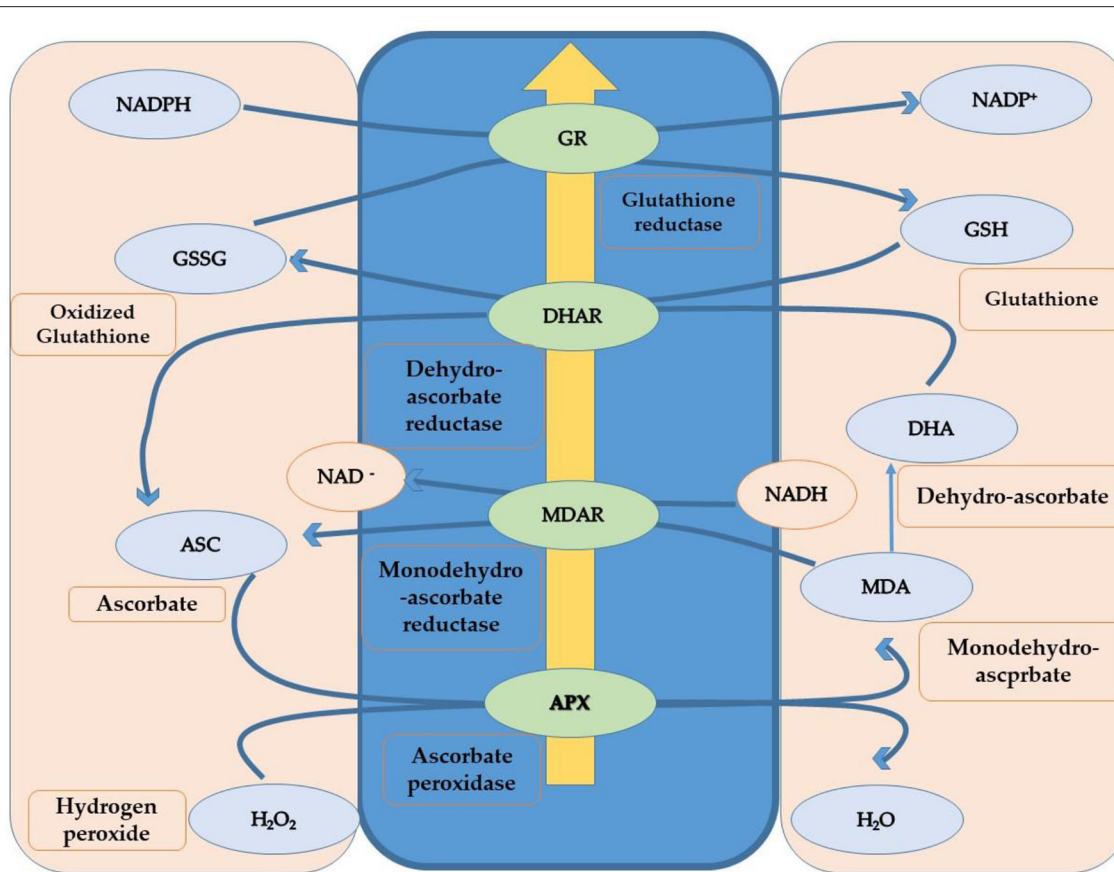 NADPH
NADP⁺
GR
Glutathione
reductase
GSSG
GSH
Oxidized
Glutathione
Glutathione
DHAR
Dehydro-
ascorbate
reductase
DHA
Dehydro-ascorbate
NAD ⁻
NADH
MDAR
ASC
Ascorbate
Monodehydro
-ascorbate
reductase
MDA
Monodehydro-
ascprbate
APX
Ascorbate
peroxidase
Hydrogen
peroxide
H₂O₂
H₂O